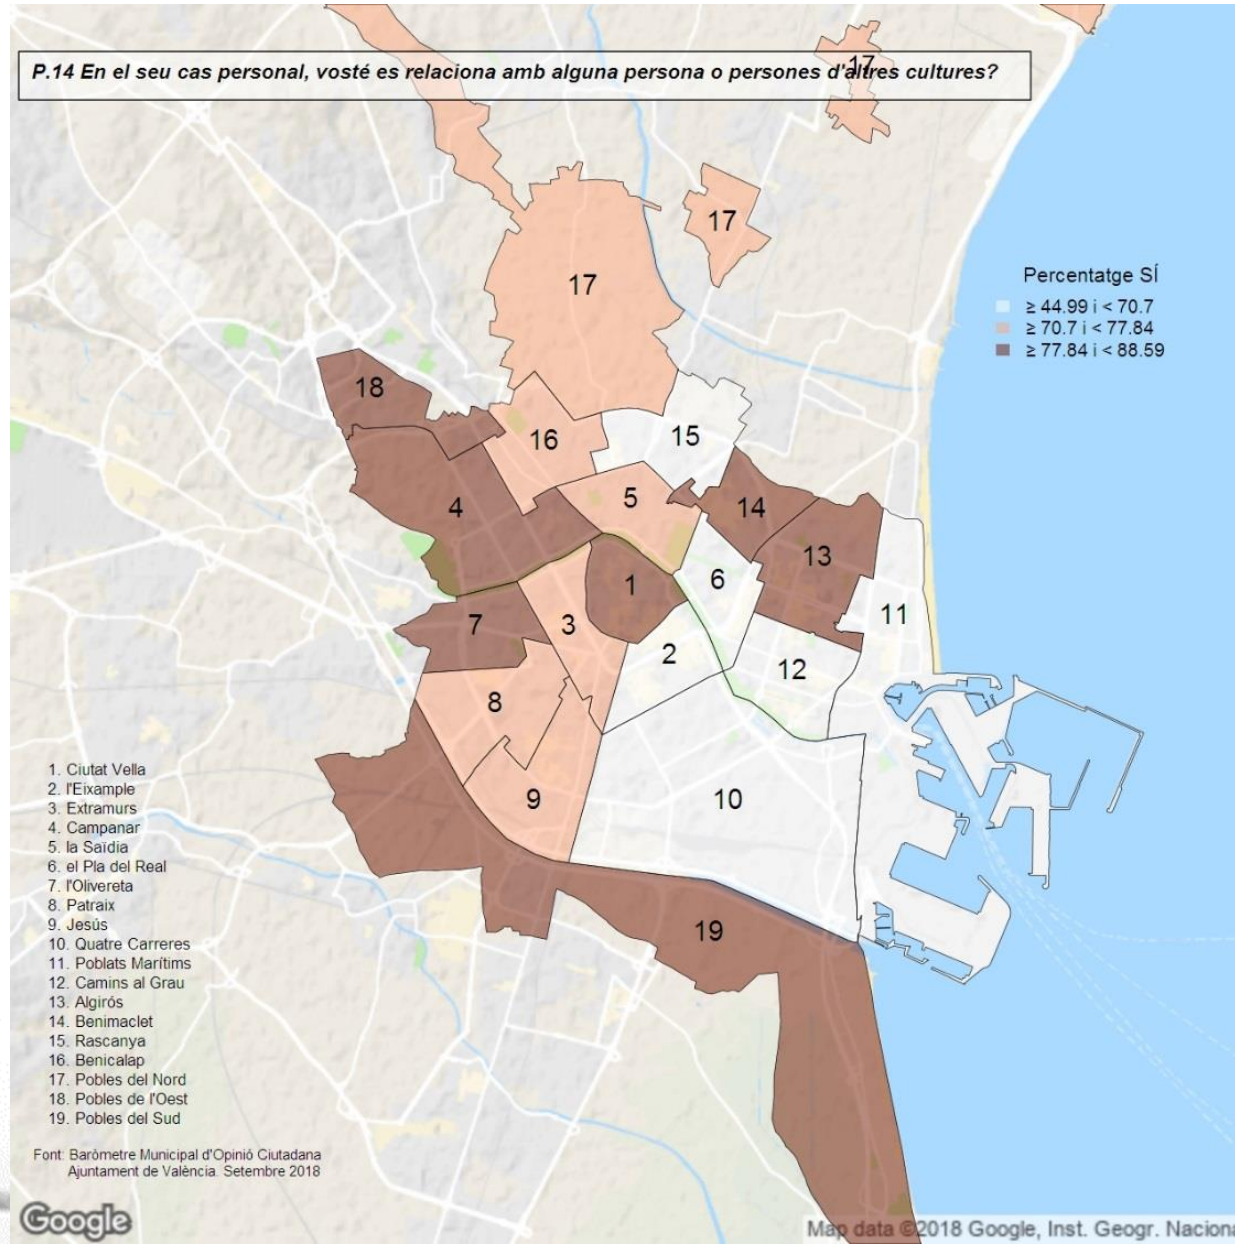 P.14 En el seu cas personal, vosté es relaciona amb alguna persona o persones d'altres cultures?
17
17
17
Percentatge SÍ
≥ 44.99 i < 70.7
≥ 70.7 i < 77.84
≥ 77.84 i < 88.59
18
16
15
5
4
14
13
6
1
11
7
3
2
12
8
9
10
19
1. Ciutat Vella
2. l'Eixample
3. Extramurs
4. Campanar
5. la Saïdia
6. el Pla del Real
7. l'Olivereta
8. Patraix
9. Jesús
10. Quatre Carreres
11. Poblats Marítims
12. Camins al Grau
13. Algirós
14. Benimaclet
15. Rascanya
16. Benicalap
17. Pobles del Nord
18. Pobles de l'Oest
19. Pobles del Sud
Font: Baròmetre Municipal d'Opinió Ciutadana
Ajuntament de València. Setembre 2018
Google
Map data ©2018 Google, Inst. Geogr. Naciona